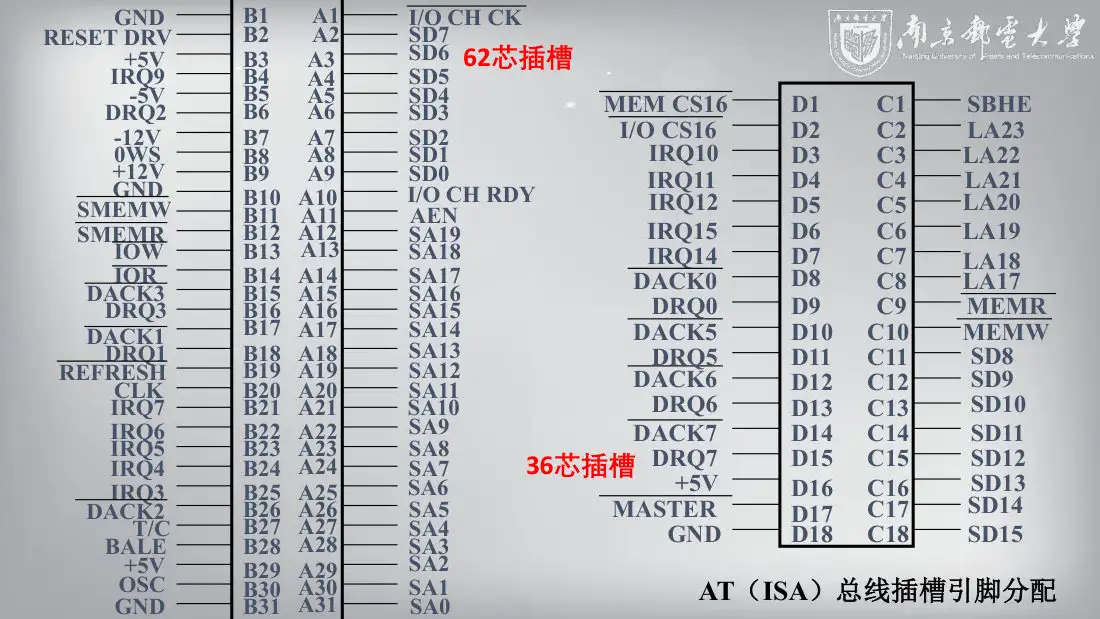 GND B1 A1 I/O CH CK
RESET DRV B2 A2 SD7
+5V B3 A3 SD6
IRQ9 B4 A4 SD5
-5V B5 A5 SD4
DRQ2 B6 A6 SD3
-12V B7 A7 SD2
0WS B8 A8 SD1
+12V B9 A9 SD0
GND B10 A10 I/O CH RDY
SMEMW B11 A11 AEN
SMEMR B12 A12 SA19
IOW B13 A13 SA18
IOR B14 A14 SA17
DACK3 B15 A15 SA16
DRQ3 B16 A16 SA15
DACK1 B17 A17 SA14
DRQ1 B18 A18 SA13
REFRESH B19 A19 SA12
CLK B20 A20 SA11
IRQ7 B21 A21 SA10
IRQ6 B22 A22 SA9
IRQ5 B23 A23 SA8
IRQ4 B24 A24 SA7
IRQ3 B25 A25 SA6
DACK2 B26 A26 SA5
T/C B27 A27 SA4
BALE B28 A28 SA3
+5V B29 A29 SA2
OSC B30 A30 SA1
GND B31 A31 SA0
62芯插槽
南京邮电大学
Nanjing University of Posts and Telecommunications
MEM CS16 D1 C1 SBHE
I/O CS16 D2 C2 LA23
IRQ10 D3 C3 LA22
IRQ11 D4 C4 LA21
IRQ12 D5 C5 LA20
IRQ15 D6 C6 LA19
IRQ14 D7 C7 LA18
DACK0 D8 C8 LA17
DRQ0 D9 C9 MEMR
DACK5 D10 C10 MEMW
DRQ5 D11 C11 SD8
DACK6 D12 C12 SD9
DRQ6 D13 C13 SD10
DACK7 D14 C14 SD11
DRQ7 D15 C15 SD12
+5V D16 C16 SD13
MASTER D17 C17 SD14
GND D18 C18 SD15
36芯插槽
AT（ISA）总线插槽引脚分配